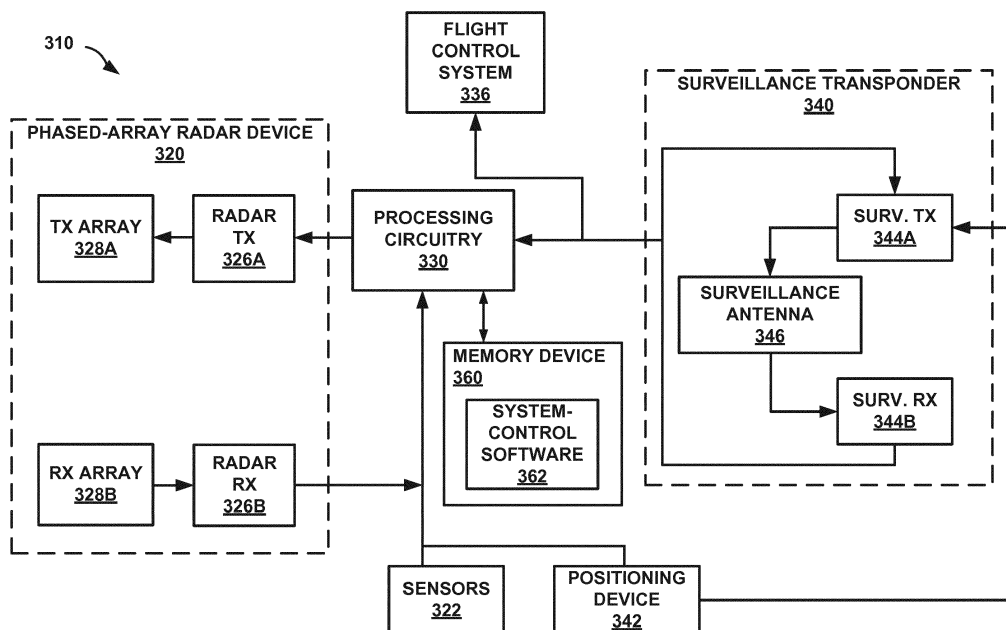 310
FLIGHT
CONTROL
SYSTEM
336
SURVEILLANCE TRANSPONDER
340
PHASED-ARRAY RADAR DEVICE
320
TX ARRAY
328A
RADAR
TX
326A
PROCESSING
CIRCUITRY
330
SURV. TX
344A
SURVEILLANCE
ANTENNA
346
MEMORY DEVICE
360
SYSTEM-
CONTROL
SOFTWARE
362
SURV. RX
344B
RX ARRAY
328B
RADAR
RX
326B
SENSORS
322
POSITIONING
DEVICE
342